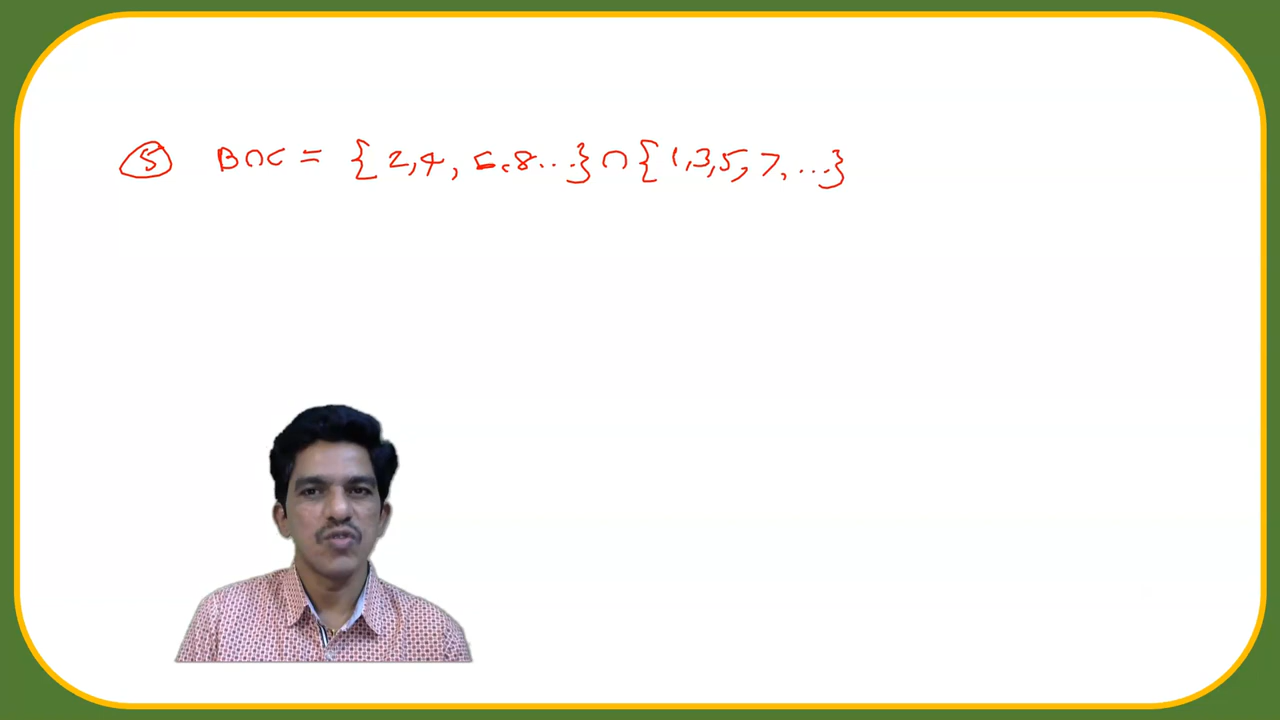 ⑤ B∩C = {2,4, 6,8...}∩{1,3,5,7,...}